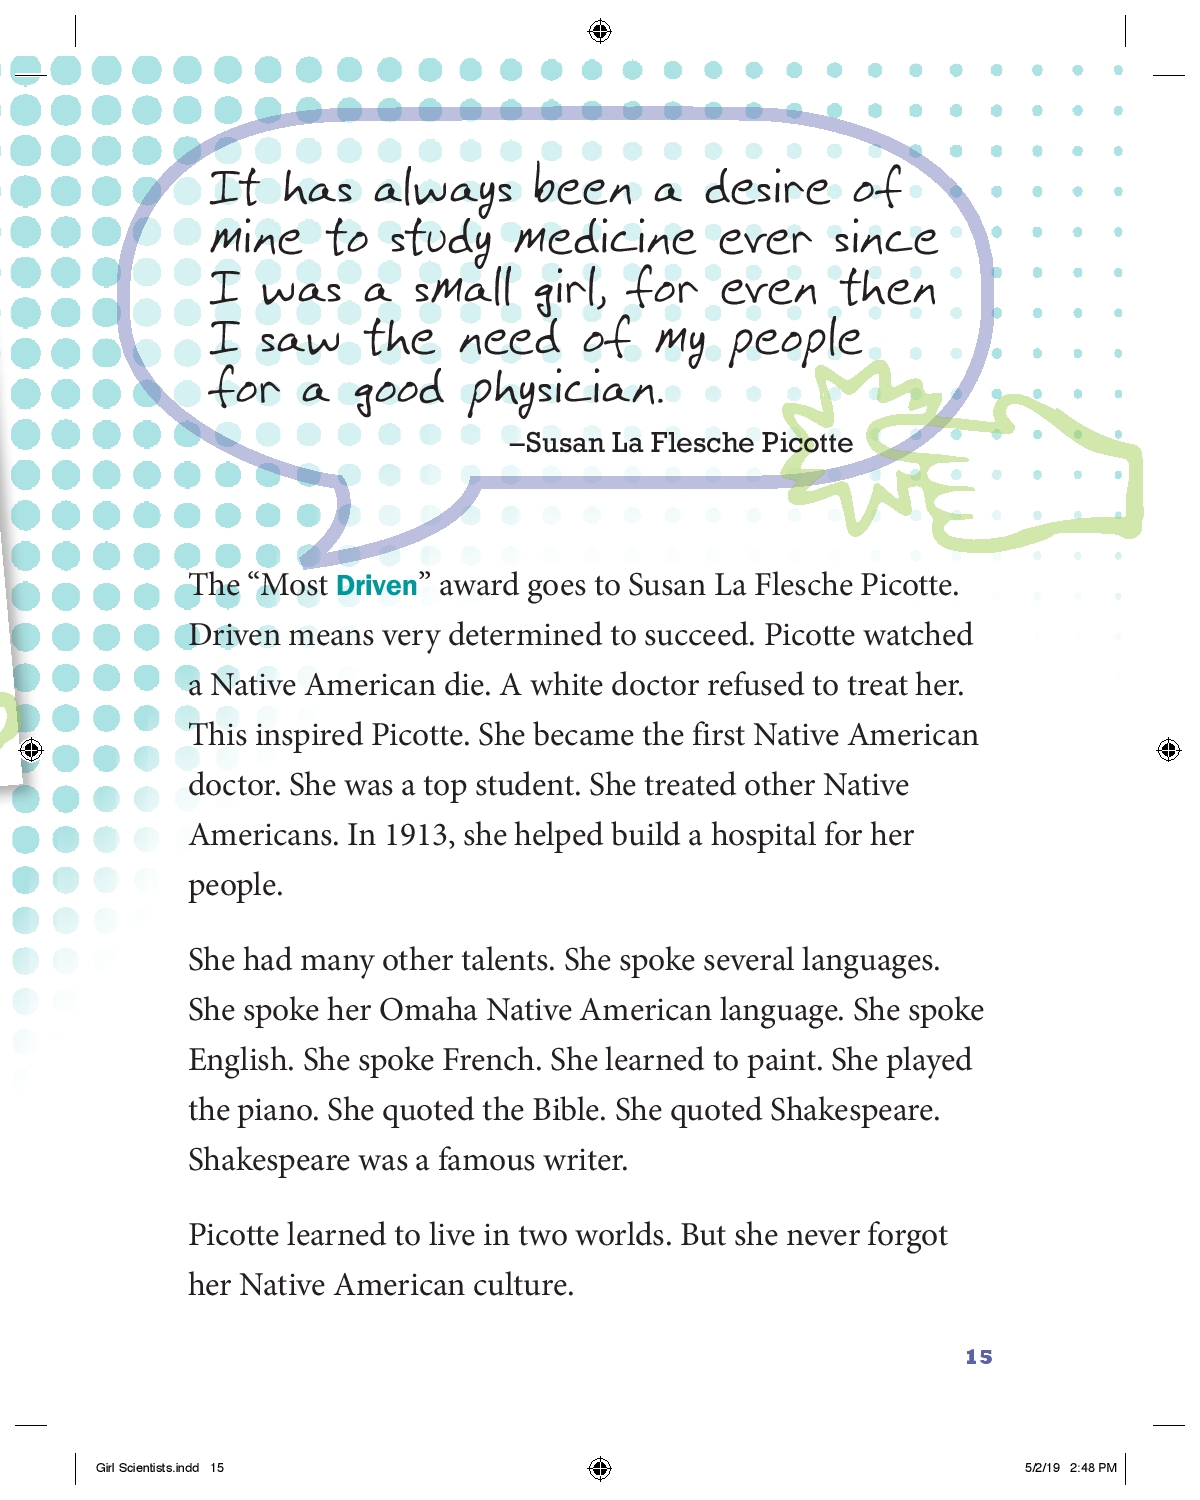 It has always been a desire of
mine to study medicine ever since
I was a small girl, for even then
I saw the need of my people
for a good physician.
–Susan La Flesche Picotte
The “Most Driven” award goes to Susan La Flesche Picotte.
Driven means very determined to succeed. Picotte watched
a Native American die. A white doctor refused to treat her.
This inspired Picotte. She became the first Native American
doctor. She was a top student. She treated other Native
Americans. In 1913, she helped build a hospital for her
people.
She had many other talents. She spoke several languages.
She spoke her Omaha Native American language. She spoke
English. She spoke French. She learned to paint. She played
the piano. She quoted the Bible. She quoted Shakespeare.
Shakespeare was a famous writer.
Picotte learned to live in two worlds. But she never forgot
her Native American culture.
15
Girl Scientists.indd 15
5/2/19 2:48 PM